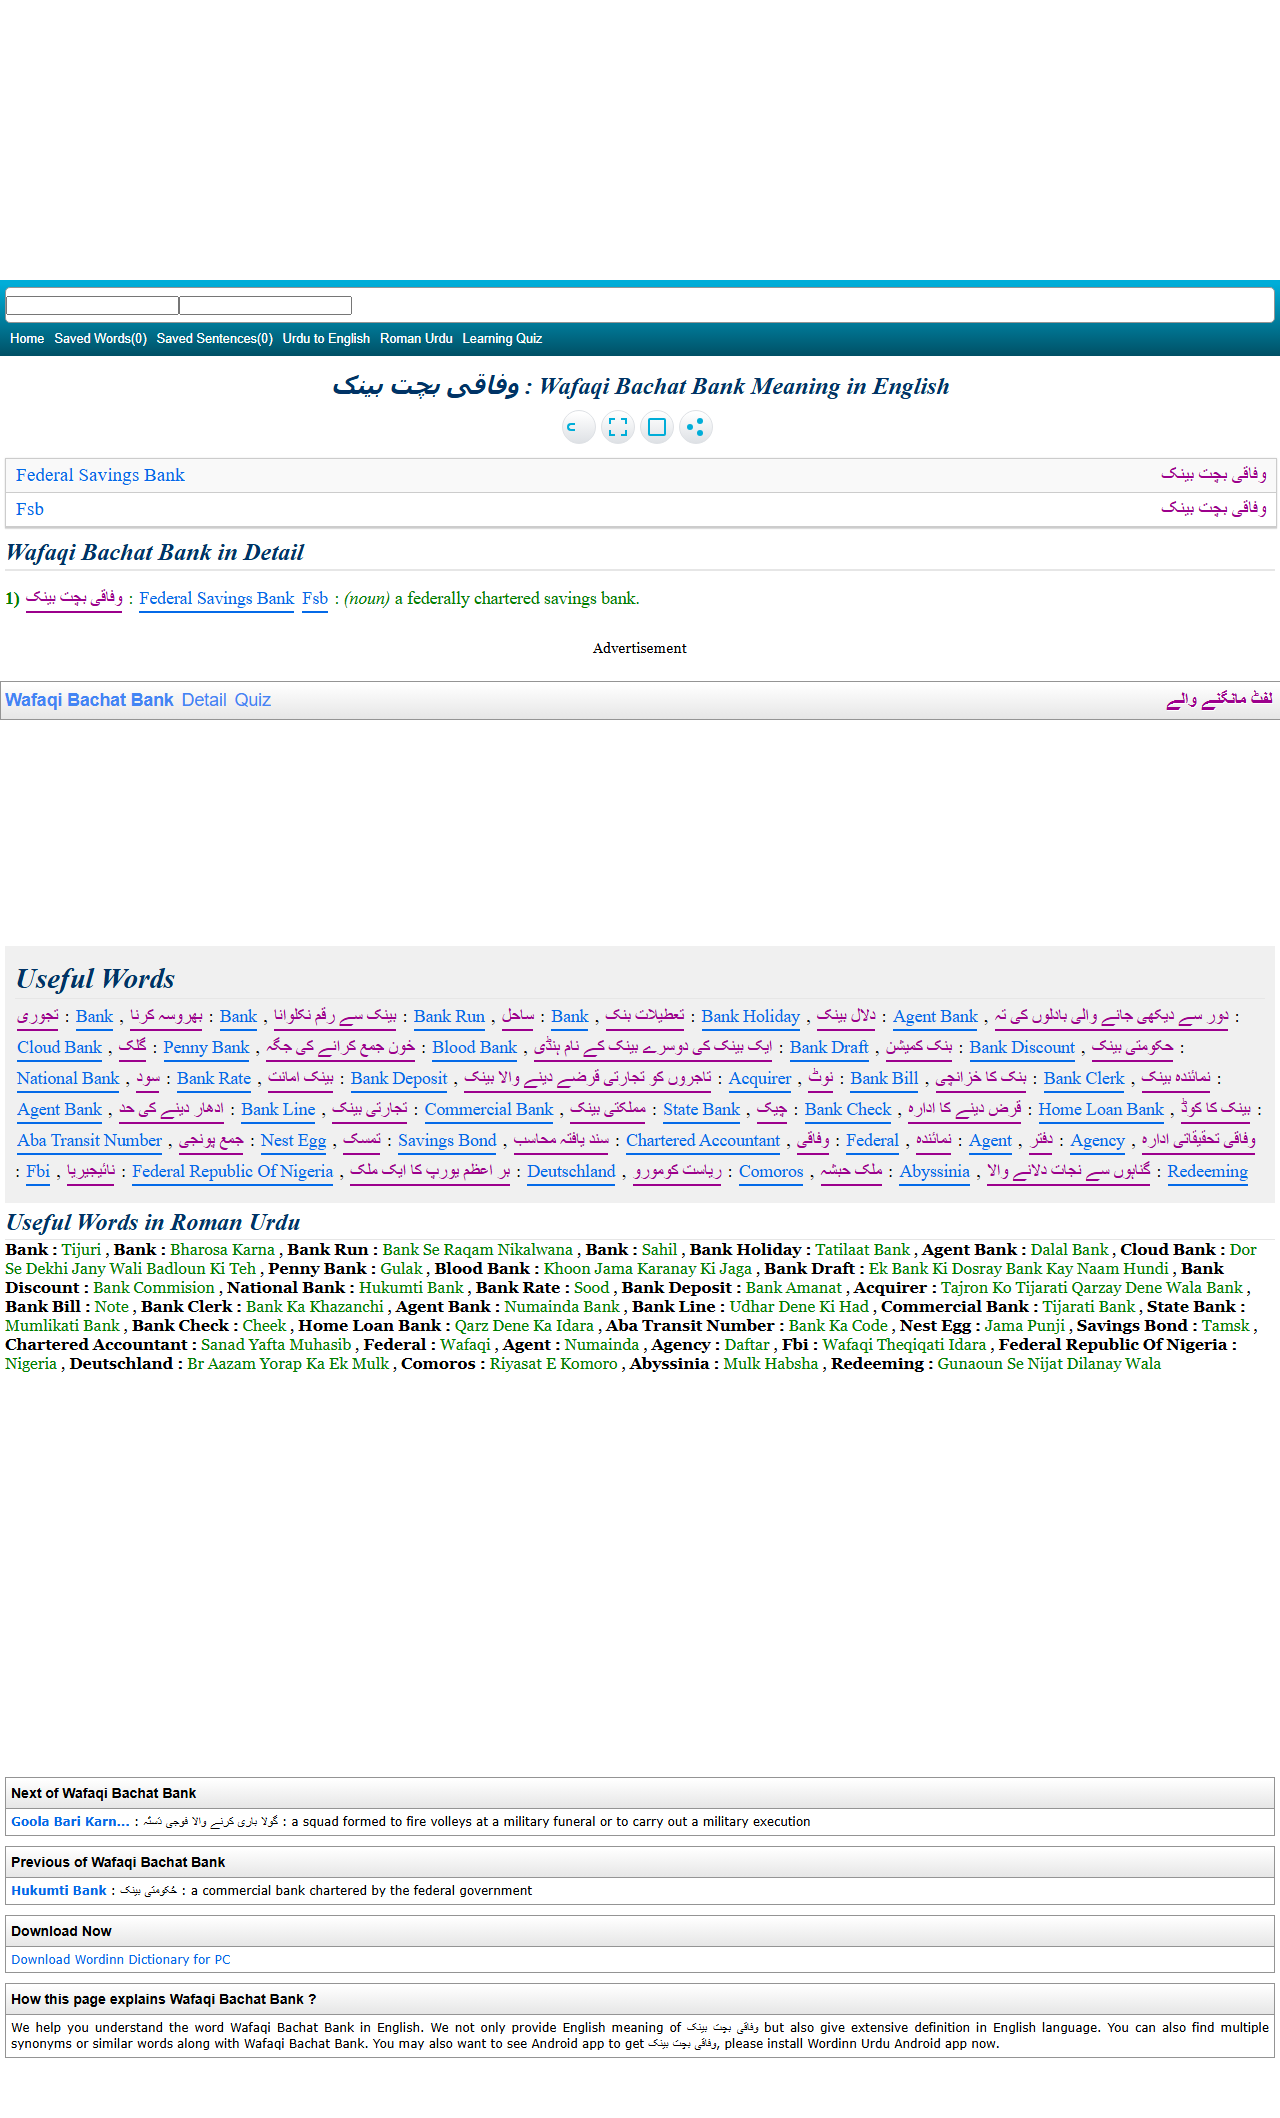 Home Saved Words(0) Saved Sentences(0) Urdu to English Roman Urdu Learning Quiz
وفاقی بچت بینک : Wafaqi Bachat Bank Meaning in English
Federal Savings Bank وفاقی بچت بینک
Fsb وفاقی بچت بینک
Wafaqi Bachat Bank in Detail
1) وفاقی بچت بینک : Federal Savings Bank Fsb : (noun) a federally chartered savings bank.
Advertisement
Wafaqi Bachat Bank Detail Quiz لفٹ مانگنے والے
Useful Words
تجوری : Bank , بھروسہ کرنا : Bank , بینک سے رقم نکلوانا : Bank Run , ساحل : Bank , تعطیلات بنک : Bank Holiday , دلال بینک : Agent Bank , دور سے دیکھی جانے والی بادلوں کی تہ :
Cloud Bank , گلک : Penny Bank , خون جمع کرانے کی جگہ : Blood Bank , ایک بینک کی دوسرے بینک کے نام ہنڈی : Bank Draft , بنک کمیشن : Bank Discount , حکومتی بینک :
National Bank , سود : Bank Rate , بینک امانت : Bank Deposit , تاجروں کو تجارتی قرضے دینے والا بینک : Acquirer , نوٹ : Bank Bill , بنک کا خزانچی : Bank Clerk , نمائندہ بینک :
Agent Bank , ادھار دینے کی حد : Bank Line , تجارتی بینک : Commercial Bank , مملکتی بینک : State Bank , چیک : Bank Check , قرض دینے کا ادارہ : Home Loan Bank , بینک کا کوڈ :
Aba Transit Number , جمع پونجی : Nest Egg , تمسک : Savings Bond , سند یافتہ محاسب : Chartered Accountant , وفاقی : Federal , نمائندہ : Agent , دفتر : Agency , وفاقی تحقیقاتی ادارہ
: Fbi , نائیجیریا : Federal Republic Of Nigeria , بر اعظم یورپ کا ایک ملک : Deutschland , ریاست کومورو : Comoros , ملک حبشہ : Abyssinia , گناہوں سے نجات دلانے والا : Redeeming
Useful Words in Roman Urdu
Bank : Tijuri , Bank : Bharosa Karna , Bank Run : Bank Se Raqam Nikalwana , Bank : Sahil , Bank Holiday : Tatilaat Bank , Agent Bank : Dalal Bank , Cloud Bank : Dor
Se Dekhi Jany Wali Badloun Ki Teh , Penny Bank : Gulak , Blood Bank : Khoon Jama Karanay Ki Jaga , Bank Draft : Ek Bank Ki Dosray Bank Kay Naam Hundi , Bank
Discount : Bank Commision , National Bank : Hukumti Bank , Bank Rate : Sood , Bank Deposit : Bank Amanat , Acquirer : Tajron Ko Tijarati Qarzay Dene Wala Bank ,
Bank Bill : Note , Bank Clerk : Bank Ka Khazanchi , Agent Bank : Numainda Bank , Bank Line : Udhar Dene Ki Had , Commercial Bank : Tijarati Bank , State Bank :
Mumlikati Bank , Bank Check : Cheek , Home Loan Bank : Qarz Dene Ka Idara , Aba Transit Number : Bank Ka Code , Nest Egg : Jama Punji , Savings Bond : Tamsk ,
Chartered Accountant : Sanad Yafta Muhasib , Federal : Wafaqi , Agent : Numainda , Agency : Daftar , Fbi : Wafaqi Theqiqati Idara , Federal Republic Of Nigeria :
Nigeria , Deutschland : Br Aazam Yorap Ka Ek Mulk , Comoros : Riyasat E Komoro , Abyssinia : Mulk Habsha , Redeeming : Gunaoun Se Nijat Dilanay Wala
Next of Wafaqi Bachat Bank
Goola Bari Karn... : گولا باری کرنے والا فوجی دستہ : a squad formed to fire volleys at a military funeral or to carry out a military execution
Previous of Wafaqi Bachat Bank
Hukumti Bank : حکومتی بینک : a commercial bank chartered by the federal government
Download Now
Download Wordinn Dictionary for PC
How this page explains Wafaqi Bachat Bank ?
We help you understand the word Wafaqi Bachat Bank in English. We not only provide English meaning of وفاقی بچت بینک but also give extensive definition in English language. You can also find multiple
synonyms or similar words along with Wafaqi Bachat Bank. You may also want to see Android app to get وفاقی بچت بینک, please install Wordinn Urdu Android app now.